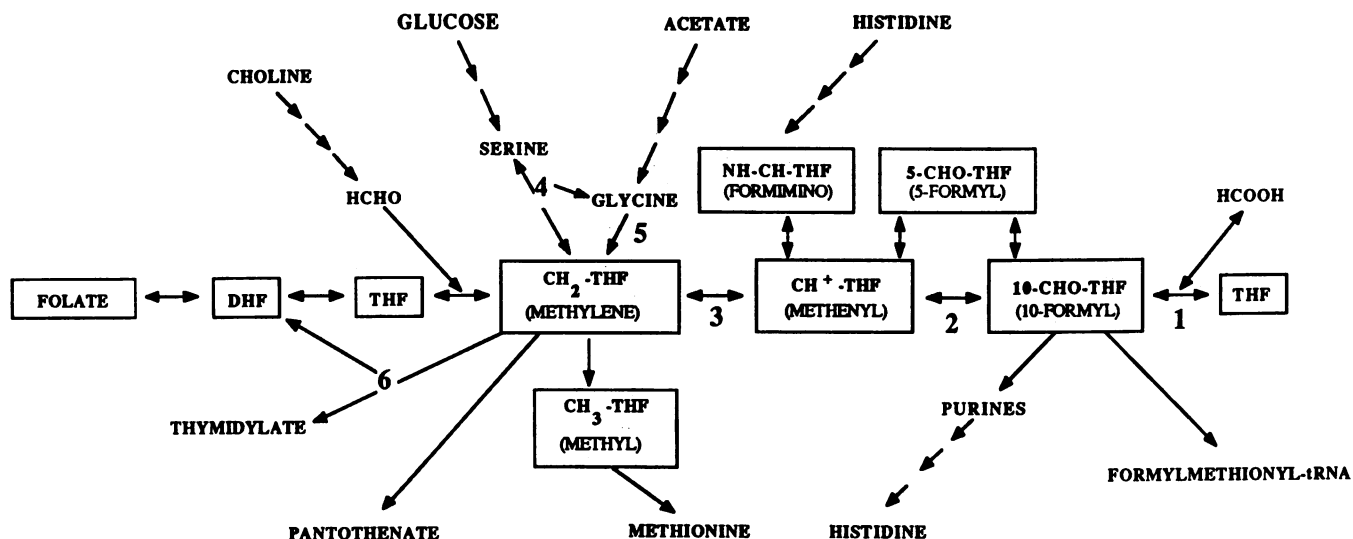 GLUCOSE
ACETATE
HISTIDINE
CHOLINE
SERINE
4
GLYCINE
5
HCHO
NH-CH-THF
(FORMIMINO)
5-CHO-THF
(5-FORMYL)
HCOOH
FOLATE
DHF
THF
CH2-THF
(METHYLENE)
3
CH+-THF
(METHENYL)
2
10-CHO-THF
(10-FORMYL)
1
THF
6
THYMIDYLATE
CH3-THF
(METHYL)
PURINES
FORMYLMETHIONYL-tRNA
PANTOTHENATE
METHIONINE
HISTIDINE